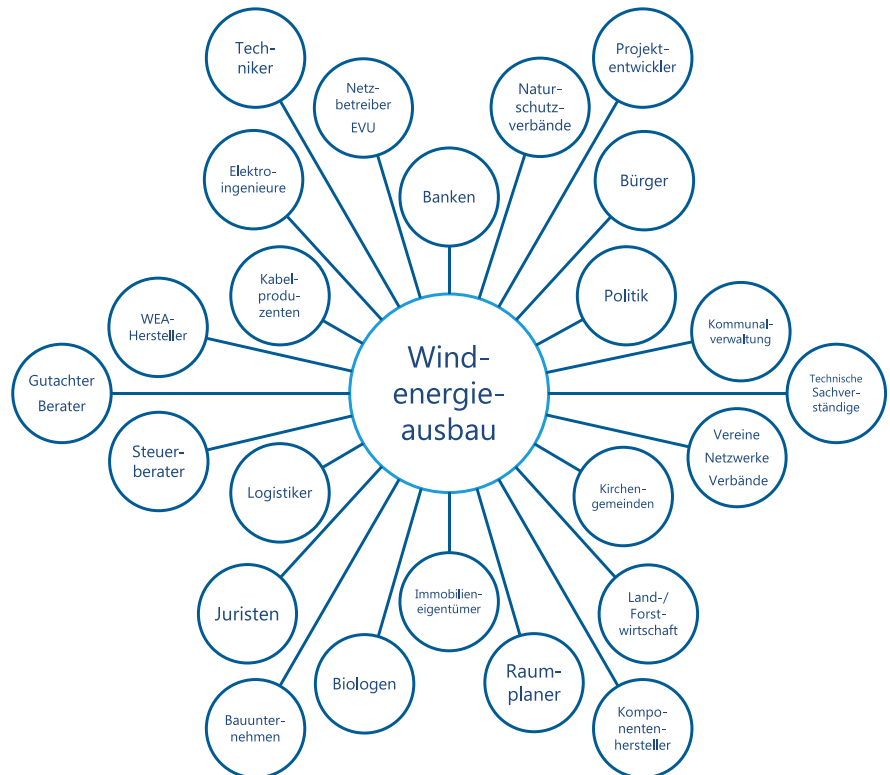 Tech-
niker
Projekt-
entwickler
Netz-
betreiber
EVU
Natur-
schutz-
verbände
Elektro-
ingenieure
Banken
Bürger
Kabel-
produ-
zenten
Politik
WEA-
Hersteller
Kommunal-
verwaltung
Wind-
energie-
ausbau
Gutachter
Berater
Technische
Sachver-
ständige
Steuer-
berater
Vereine
Netzwerke
Verbände
Logistiker
Kirchen-
gemeinden
Juristen
Immobilien-
eigentümer
Land-/
Forst-
wirtschaft
Biologen
Raum-
planer
Bauunter-
nehmen
Kompo-
nenten-
hersteller